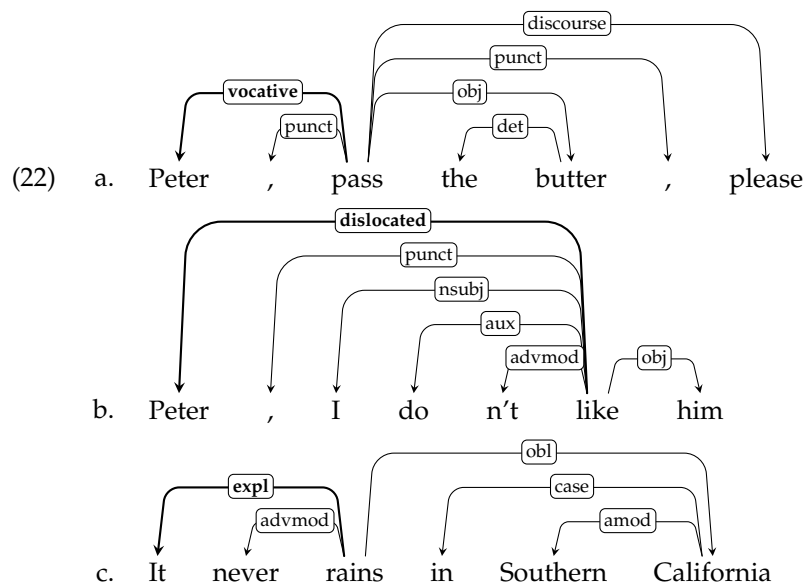 discourse
punct
vocative obj
punct det
(22) a. Peter , pass the butter , please
dislocated
punct
nsubj
aux
advmod obj
b. Peter , I do n't like him
obl
expl case
advmod amod
c. It never rains in Southern California